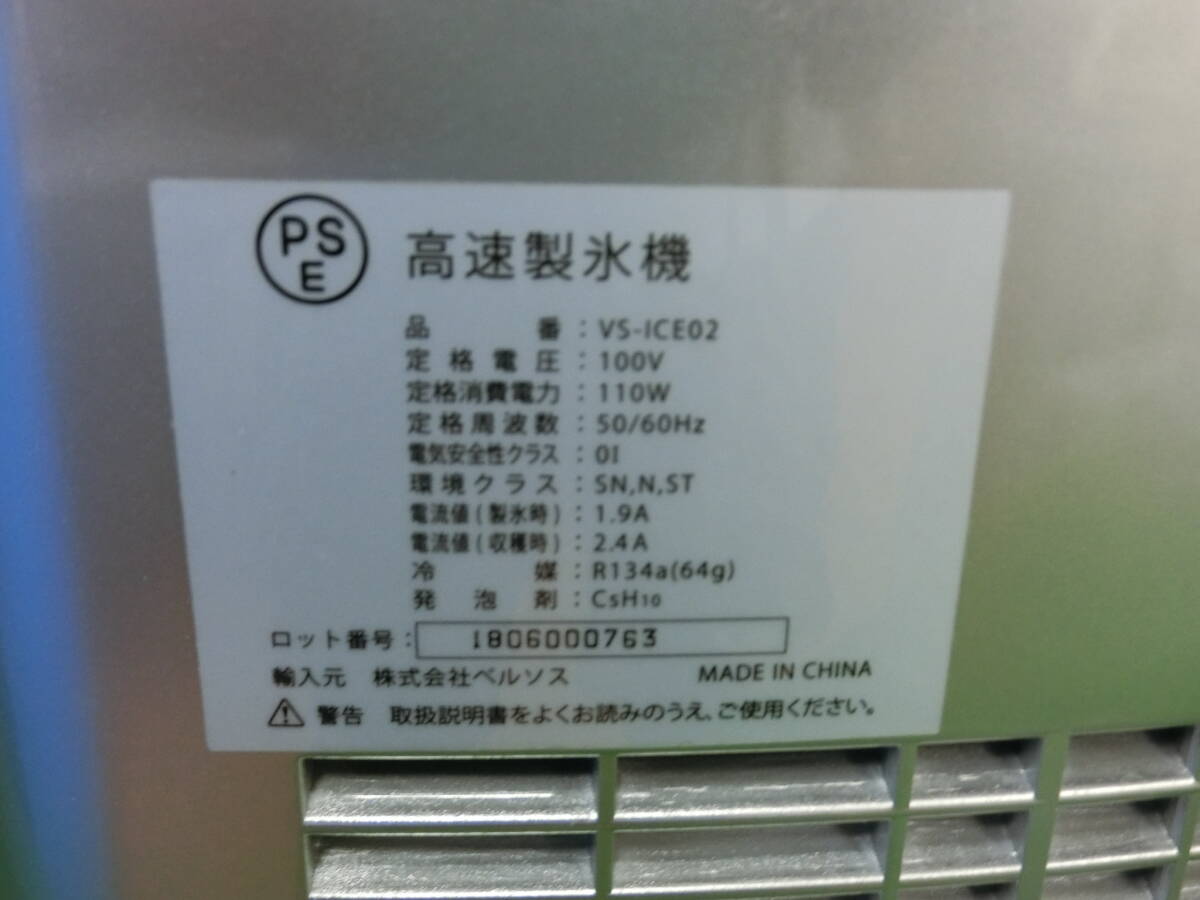 PSE 高速製氷機
品番：VS-ICE02
定格電圧：100V
定格消費電力：110W
定格周波数：50/60Hz
電気安全性クラス：0I
環境クラス：SN,N,ST
電流値(製氷時)：1.9A
電流値(収穫時)：2.4A
冷媒：R134a(64g)
発泡剤：CsH10
ロット番号：1806000763
輸入元 株式会社ベルソス MADE IN CHINA
警告 取扱説明書をよくお読みのうえ、ご使用ください。